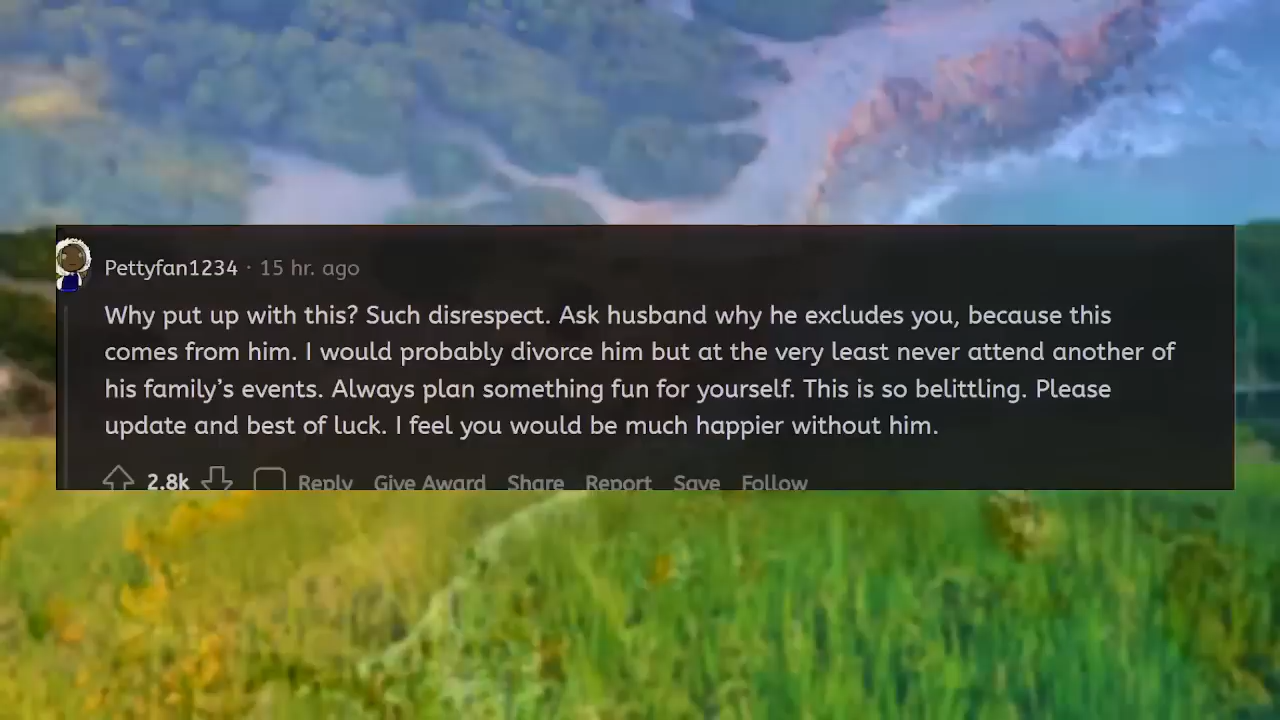 Pettyfan1234 · 15 hr. ago
Why put up with this? Such disrespect. Ask husband why he excludes you, because this
comes from him. I would probably divorce him but at the very least never attend another of
his family’s events. Always plan something fun for yourself. This is so belittling. Please
update and best of luck. I feel you would be much happier without him.
2.8k Reply Give Award Share Report Save Follow